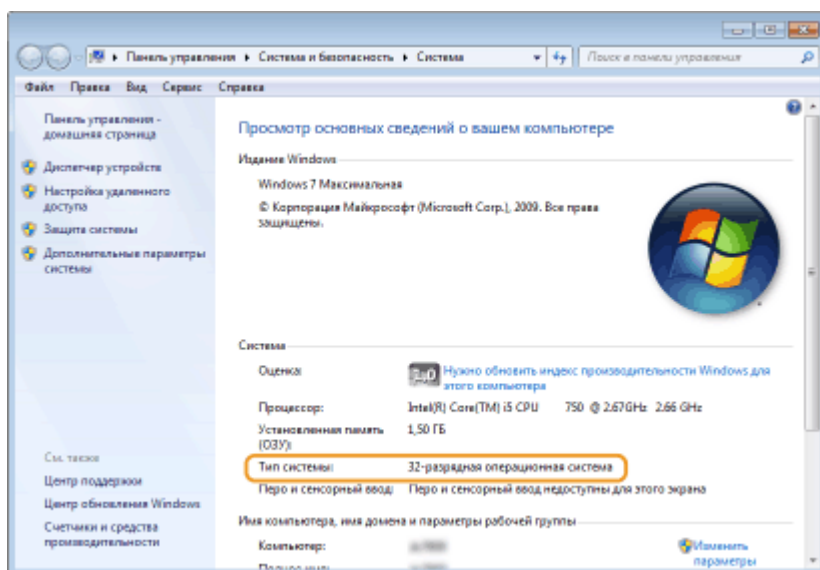 Панель управления ▸ Система и безопасность ▸ Система
Поиск в панели управления
Файл Правка Вид Сервис Справка
Панель управления -
домашняя страница
Диспетчер устройств
Настройка удаленного
доступа
Защита системы
Дополнительные параметры
системы
Просмотр основных сведений о вашем компьютере
Издание Windows
Windows 7 Максимальная
© Корпорация Майкрософт (Microsoft Corp.), 2009. Все права
защищены.
Система
Оценка:
1,0 Нужно обновить индекс производительности Windows для
этого компьютера
Процессор: Intel(R) Core(TM) i5 CPU 750 @ 2.67GHz 2.66 GHz
Установленная память
(ОЗУ): 1,50 ГБ
Тип системы: 32-разрядная операционная система
Перо и сенсорный ввод: Перо и сенсорный ввод недоступны для этого экрана
Имя компьютера, имя домена и параметры рабочей группы
Компьютер:
Изменить
параметры
Полное имя:
См. также
Центр поддержки
Центр обновления Windows
Счетчики и средства
производительности